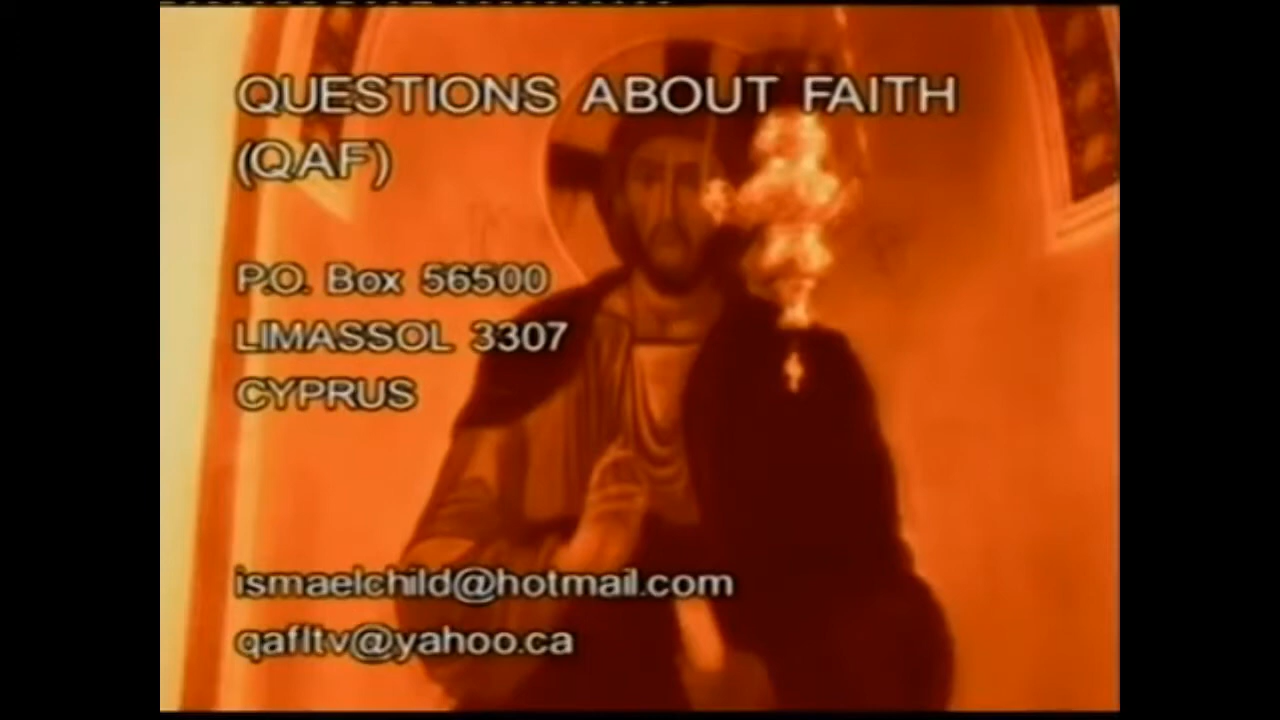 QUESTIONS ABOUT FAITH
(QAF)
P.O. Box 56500
LIMASSOL 3307
CYPRUS
ismaelchild@hotmail.com
qafltv@yahoo.ca